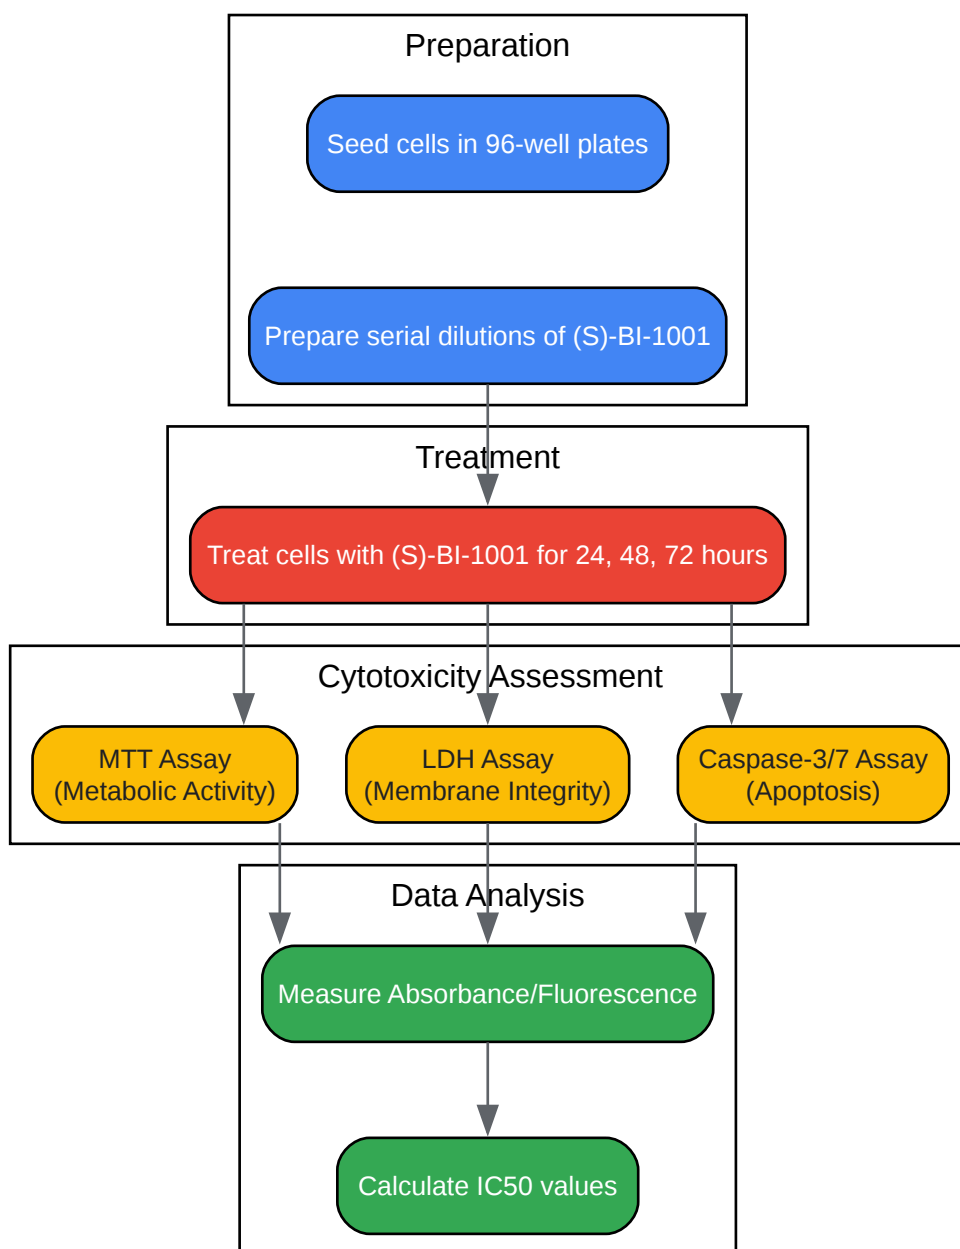 Preparation
Seed cells in 96-well plates
Prepare serial dilutions of (S)-BI-1001
Treatment
Treat cells with (S)-BI-1001 for 24, 48, 72 hours
Cytotoxicity Assessment
MTT Assay
(Metabolic Activity)
LDH Assay
(Membrane Integrity)
Caspase-3/7 Assay
(Apoptosis)
Data Analysis
Measure Absorbance/Fluorescence
Calculate IC50 values